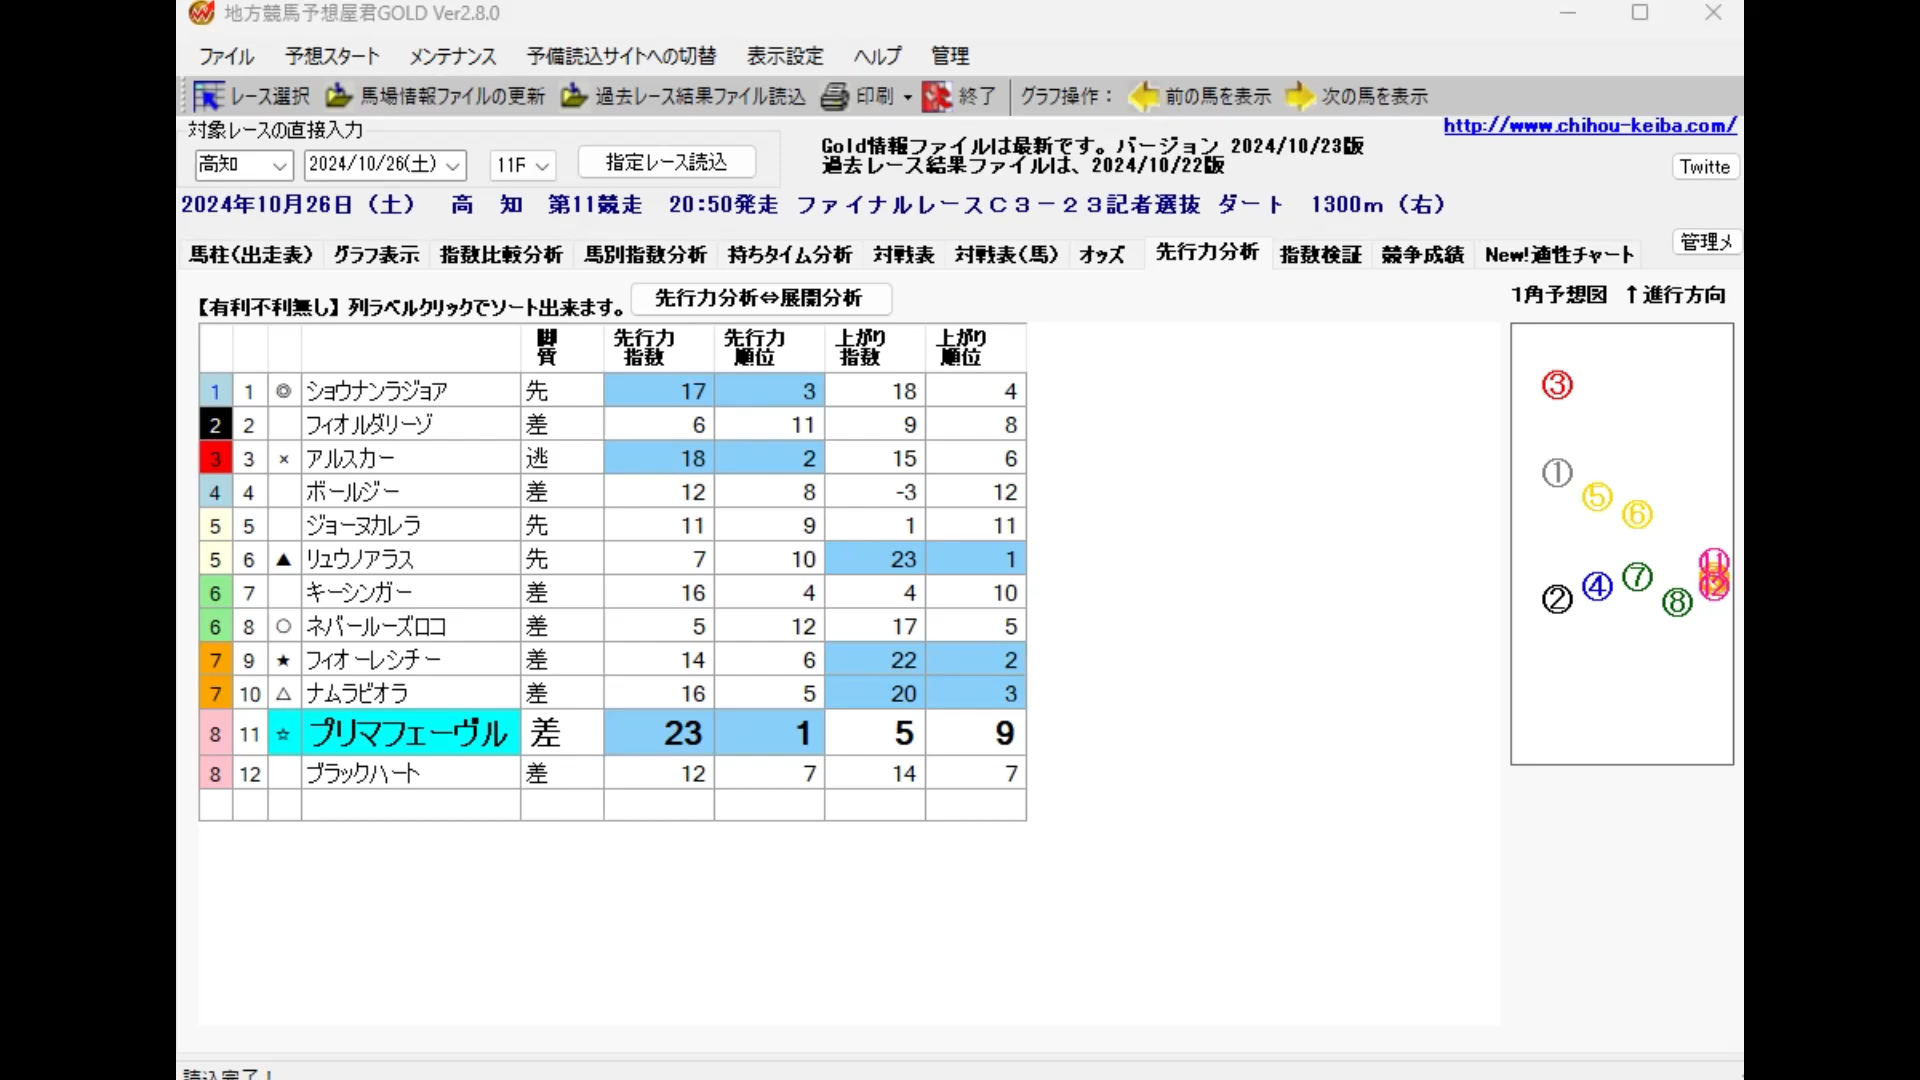 地方競馬予想屋君GOLD Ver2.8.0
ファイル 予想スタート メンテナンス 予備読込サイトへの切替 表示設定 ヘルプ 管理
レース選択 馬場情報ファイルの更新 過去レース結果ファイル読込 印刷 終了 グラフ操作： 前の馬を表示 次の馬を表示
対象レースの直接入力
http://www.chihou-keiba.com/
高知 2024/10/26(土) 11F 指定レース読込
Gold情報ファイルは最新です。バージョン 2024/10/23版
過去レース結果ファイルは、2024/10/22版
Twitte
2024年10月26日（土） 高 知 第11競走 20:50発走 ファイナルレースＣ３－２３記者選抜 ダート 1300m（右）
管理メ
馬柱(出走表) グラフ表示 指数比較分析 馬別指数分析 持ちタイム分析 対戦表 対戦表(馬) オッズ 先行力分析 指数検証 競争成績 New!適性チャート
【有利不利無し】列ラベルクリックでソート出来ます。 先行力分析⇔展開分析
1角予想図 ↑進行方向
脚質 先行力指数 先行力順位 上がり指数 上がり順位
1 1 ◎ ショウナンラジョア 先 17 3 18 4
2 2 フィオルダリーゾ 差 6 11 9 8
3 3 × アルスカー 逃 18 2 15 6
4 4 ボールジー 差 12 8 -3 12
5 5 ジョーヌカレラ 先 11 9 1 11
5 6 ▲ リュウノアラス 先 7 10 23 1
6 7 キーシンガー 差 16 4 4 10
6 8 ○ ネバールーズロコ 差 5 12 17 5
7 9 ★ フィオーレシチー 差 14 6 22 2
7 10 △ ナムラビオラ 差 16 5 20 3
8 11 ☆ プリマフェーヴル 差 23 1 5 9
8 12 ブラックハート 差 12 7 14 7
③
①
⑤
⑥
⑪
⑦
④
⑫
②
⑧
読込完了！